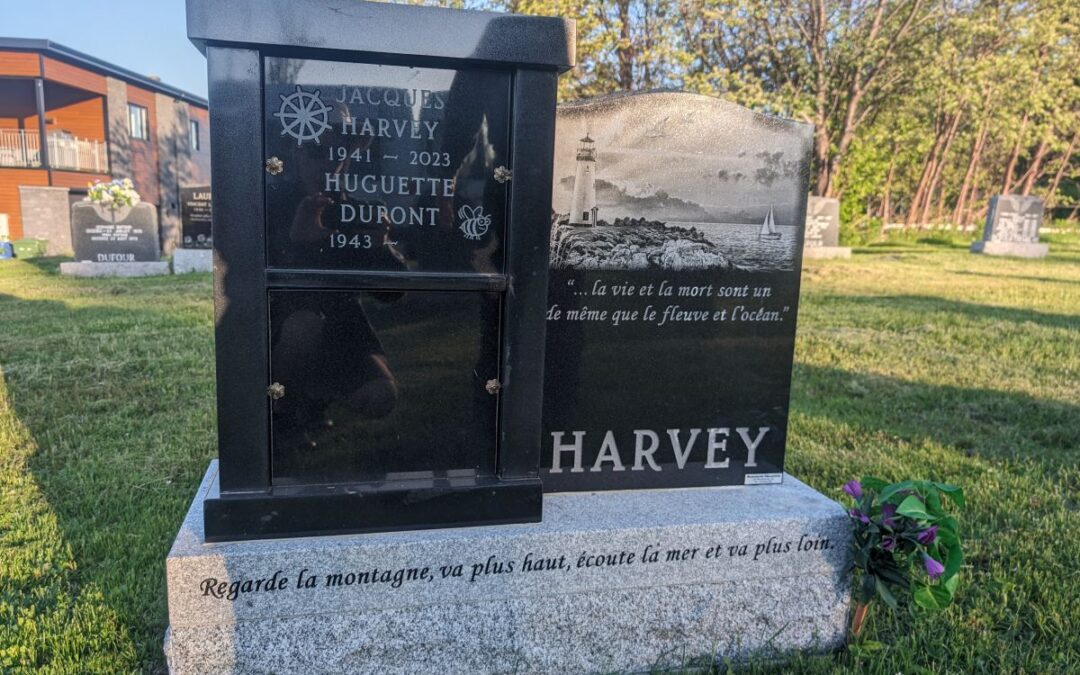 JACQUES
HARVEY
1941 ~ 2023
HUGUETTE
DUPONT
1943 ~
"... la vie et la mort sont un
de même que le fleuve et l'océan."
HARVEY
Regarde la montagne, va plus haut, écoute la mer et va plus loin.
DUFOUR